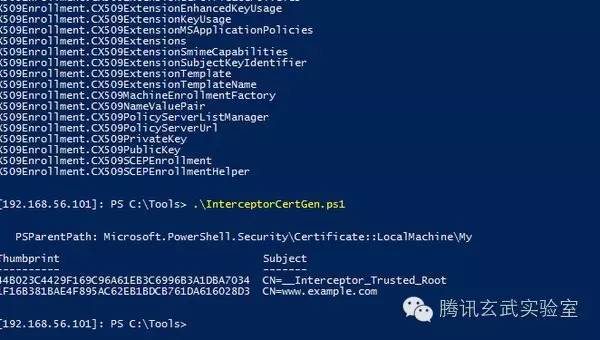 X509Enrollment.CX509ExtensionEnhancedKeyUsage
X509Enrollment.CX509ExtensionKeyUsage
X509Enrollment.CX509ExtensionMSApplicationPolicies
X509Enrollment.CX509Extensions
X509Enrollment.CX509ExtensionSmimeCapabilities
X509Enrollment.CX509ExtensionSubjectKeyIdentifier
X509Enrollment.CX509ExtensionTemplate
X509Enrollment.CX509ExtensionTemplateName
X509Enrollment.CX509MachineEnrollmentFactory
X509Enrollment.CX509NameValuePair
X509Enrollment.CX509PolicyServerListManager
X509Enrollment.CX509PolicyServerUrl
X509Enrollment.CX509PrivateKey
X509Enrollment.CX509PublicKey
X509Enrollment.CX509SCEPEnrollment
X509Enrollment.CX509SCEPEnrollmentHelper
[192.168.56.101]: PS C:\Tools> .\InterceptorCertGen.ps1
PSParentPath: Microsoft.PowerShell.Security\Certificate::LocalMachine\My
Thumbprint Subject
---------- -------
44B023C4429F169C96A61EB3C6996B3A1DBA7034 CN=__Interceptor_Trusted_Root
1F16B381BAE4F895AC62EB1BDCB761DA616028D3 CN=www.example.com
腾讯玄武实验室
[192.168.56.101]: PS C:\Tools>